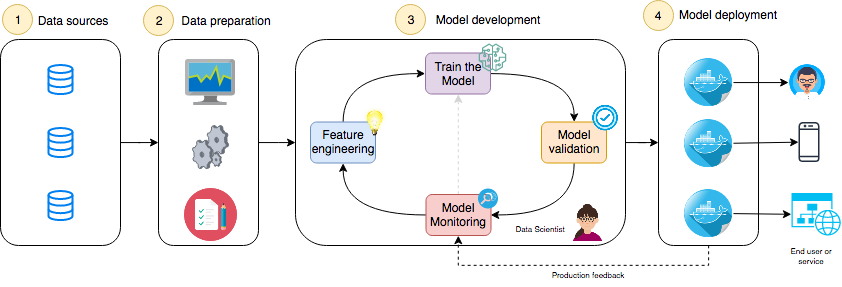 1 Data sources
2 Data preparation
3 Model development
4 Model deployment
Train the
Model
Feature
engineering
Model
validation
Model
Monitoring
Data Scientist
End user or
service
Production feedback